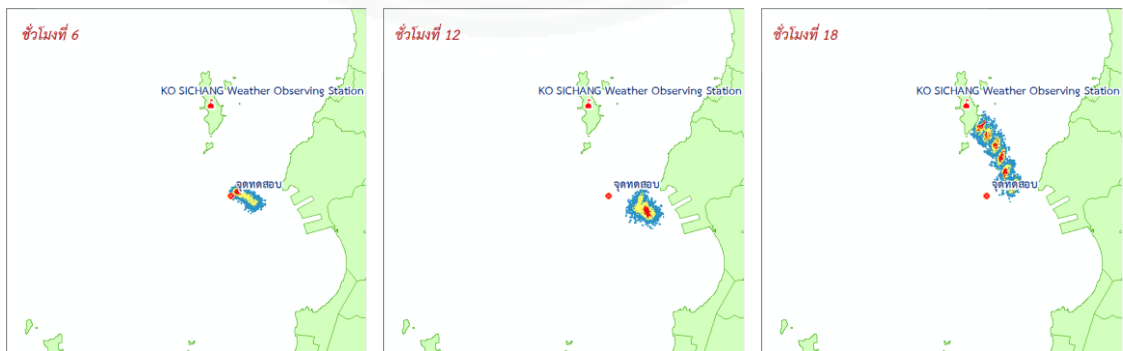 ชั่วโมงที่ 6
KO SICHANG Weather Observing Station
จุดทดสอบ
ชั่วโมงที่ 12
KO SICHANG Weather Observing Station
จุดทดสอบ
ชั่วโมงที่ 18
KO SICHANG Weather Observing Station
จุดทดสอบ